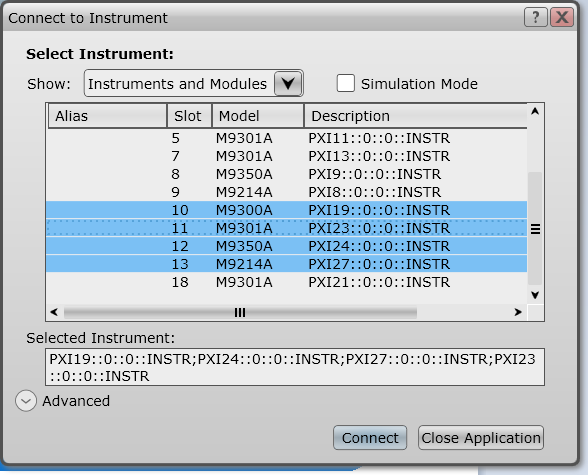 Connect to Instrument
Select Instrument:
Show: Instruments and Modules Simulation Mode
Alias Slot Model Description
5 M9301A PXI11::0::0::INSTR
7 M9301A PXI13::0::0::INSTR
8 M9350A PXI9::0::0::INSTR
9 M9214A PXI8::0::0::INSTR
10 M9300A PXI19::0::0::INSTR
11 M9301A PXI23::0::0::INSTR
12 M9350A PXI24::0::0::INSTR
13 M9214A PXI27::0::0::INSTR
18 M9301A PXI21::0::0::INSTR
Selected Instrument:
PXI19::0::0::INSTR;PXI24::0::0::INSTR;PXI27::0::0::INSTR;PXI23
::0::0::INSTR
Advanced
Connect Close Application